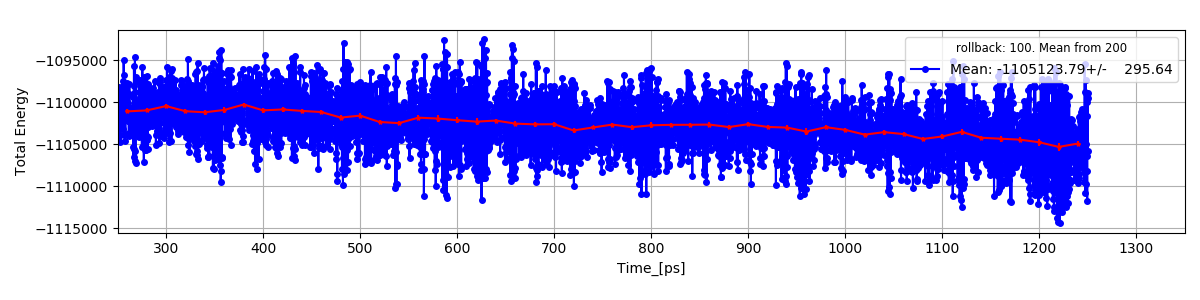 rollback: 100. Mean from 200
Mean: -1105123.79+/- 295.64
Total Energy
−1095000
−1100000
−1105000
−1110000
−1115000
300 400 500 600 700 800 900 1000 1100 1200 1300
Time_[ps]